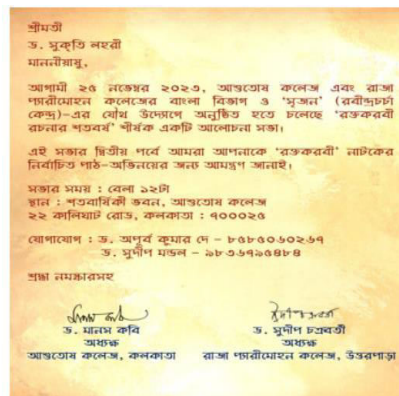 শ্রীমতী
ড. সুকৃতি লহরী
মাননীয়াষু,
আগামী ২৫ নভেম্বর ২০২৩, আশুতোষ কলেজ এবং রাজা
প্যারীমোহন কলেজের বাংলা বিভাগ ও 'সৃজন' (রবীন্দ্রচর্চা
কেন্দ্র)-এর যৌথ উদ্যোগে অনুষ্ঠিত হতে চলেছে 'রক্তকরবী
রচনার শতবর্ষ' শীর্ষক একটি আলোচনা সভা।
এই সভার দ্বিতীয় পর্বে আমরা আপনাকে 'রক্তকরবী' নাটকের
নির্বাচিত পাঠ-অভিনয়ের জন্য আমন্ত্রণ জানাই।
সভার সময় : বেলা ১২টা
স্থান : শতবার্ষিকী ভবন, আশুতোষ কলেজ
২২ কালিঘাট রোড, কলকাতা : ৭০০০২৫
যোগাযোগ : ড. অপূর্ব কুমার দে - ৮৫৮৫০৬০২৬৭
ড. সুদীপ মন্ডল - ৯৮৩৬৭৯৫৪৮৪
শ্রদ্ধা নমস্কারসহ
ড. মানস কবি
অধ্যক্ষ
আশুতোষ কলেজ, কলকাতা
ড. সুদীপ চক্রবর্তী
অধ্যক্ষ
রাজা প্যারীমোহন কলেজ, উত্তরপাড়া